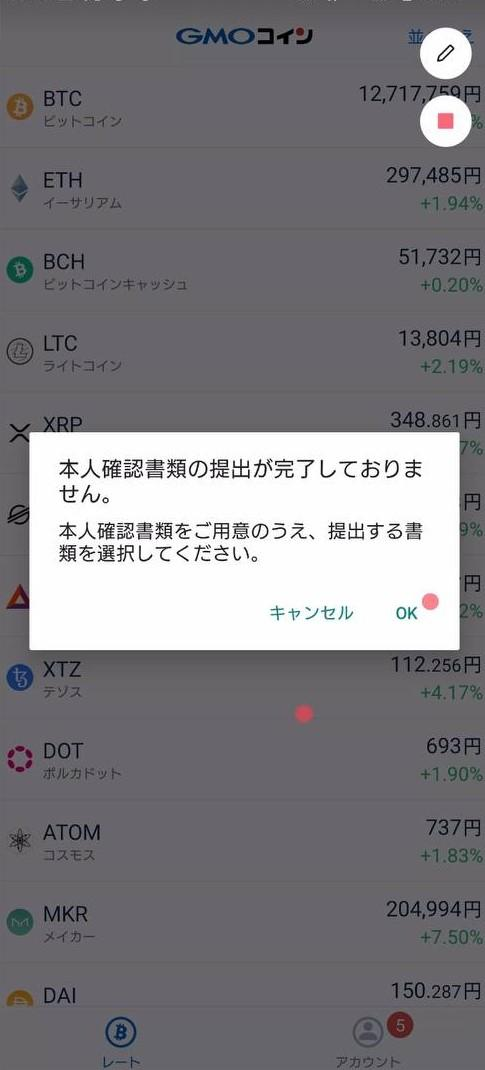 GMOコイン
BTC
12,717,759円
ビットコイン
ETH
297,485円
イーサリアム
+1.94%
BCH
51,732円
ビットコインキャッシュ
+0.20%
LTC
13,804円
ライトコイン
+2.19%
XRP
348.861円
本人確認書類の提出が完了しておりま
せん。
本人確認書類をご用意のうえ、提出する書
類を選択してください。
キャンセル
OK
XTZ
112.256円
テゾス
+4.17%
DOT
693円
ポルカドット
+1.90%
ATOM
737円
コスモス
+1.83%
MKR
204,994円
メイカー
+7.50%
DAI
150.287円
5
レート
アカウント